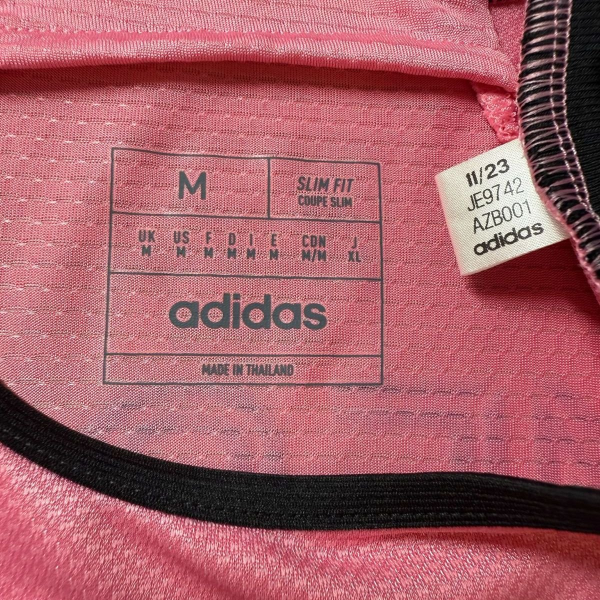 M
SLIM FIT
COUPE SLIM
UK US F D I E CDN J
M M M M M M M/M XL
adidas
MADE IN THAILAND
11/23
JE9742
AZB001
adidas